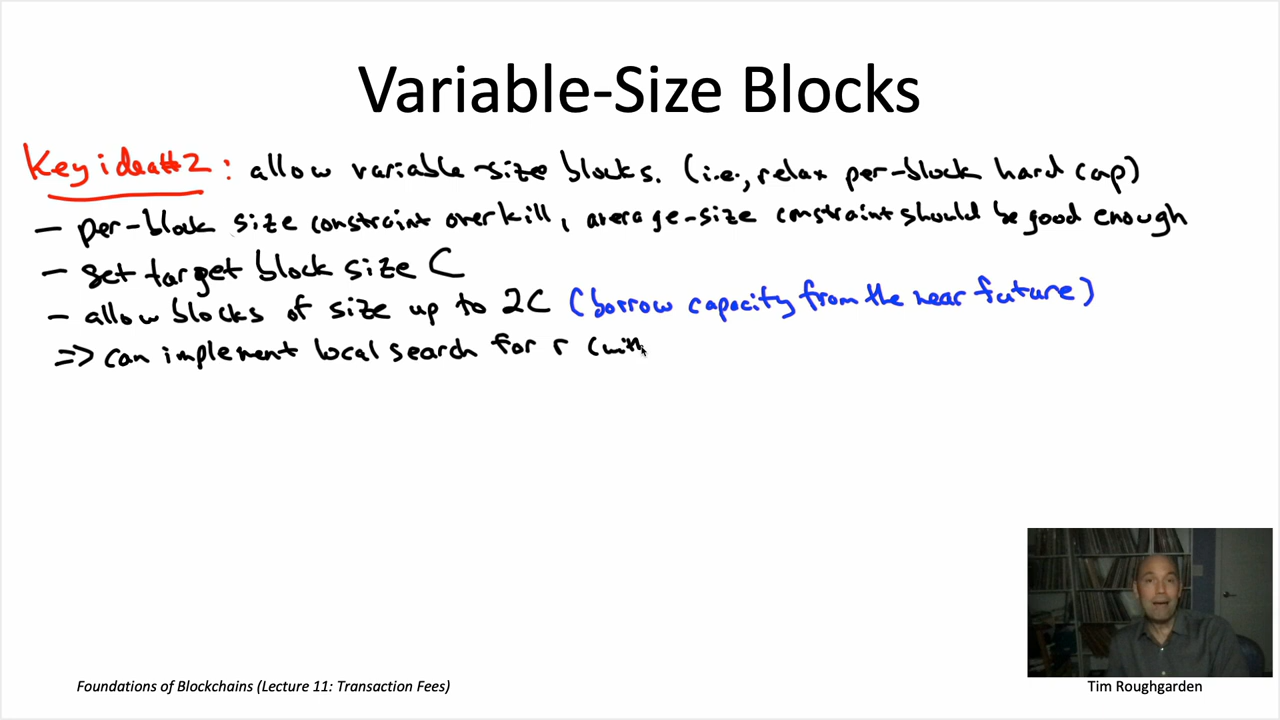 Variable-Size Blocks
Key idea #2: allow variable-size blocks. (i.e., relax per-block hard cap)
- per-block size constraint overkill, average-size constraint should be good enough
- set target block size C
- allow blocks of size up to 2C (borrow capacity from the near future)
=> can implement local search for r (with
Foundations of Blockchains (Lecture 11: Transaction Fees)
Tim Roughgarden